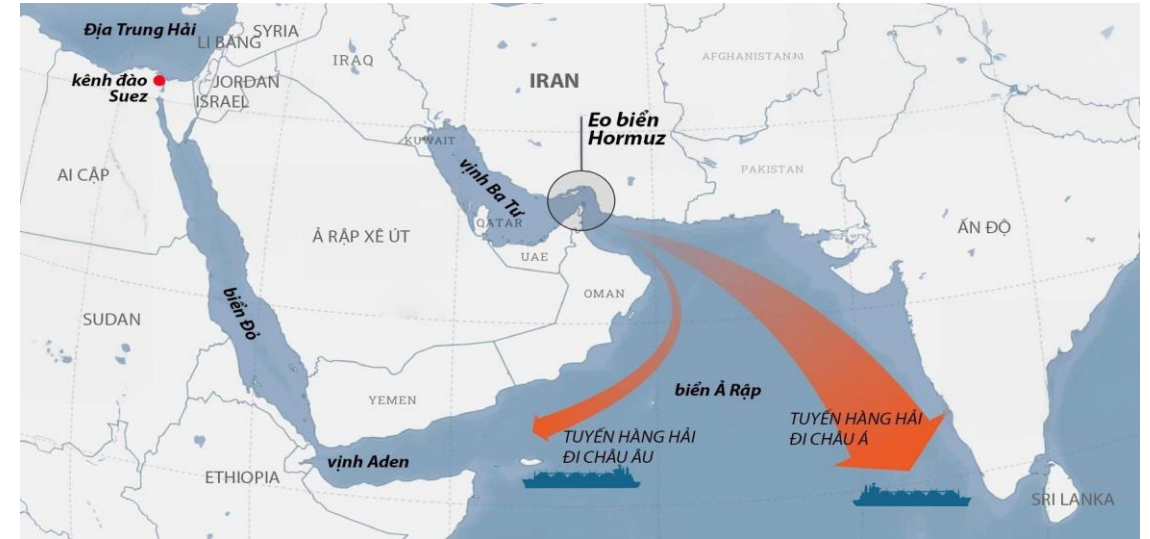 Địa Trung Hải
SYRIA
LI BĂNG
IRAQ
AFGHANISTAN
kênh đào
Suez
JORDAN
ISRAEL
IRAN
Eo biển
Hormuz
KUWAIT
vịnh Ba Tư
PAKISTAN
AI CẬP
QATAR
Ả RẬP XÊ ÚT
UAE
ẤN ĐỘ
OMAN
biển Đỏ
SUDAN
biển Ả Rập
YEMEN
TUYẾN HÀNG HẢI
ĐI CHÂU ÂU
TUYẾN HÀNG HẢI
ĐI CHÂU Á
vịnh Aden
ETHIOPIA
SRI LANKA